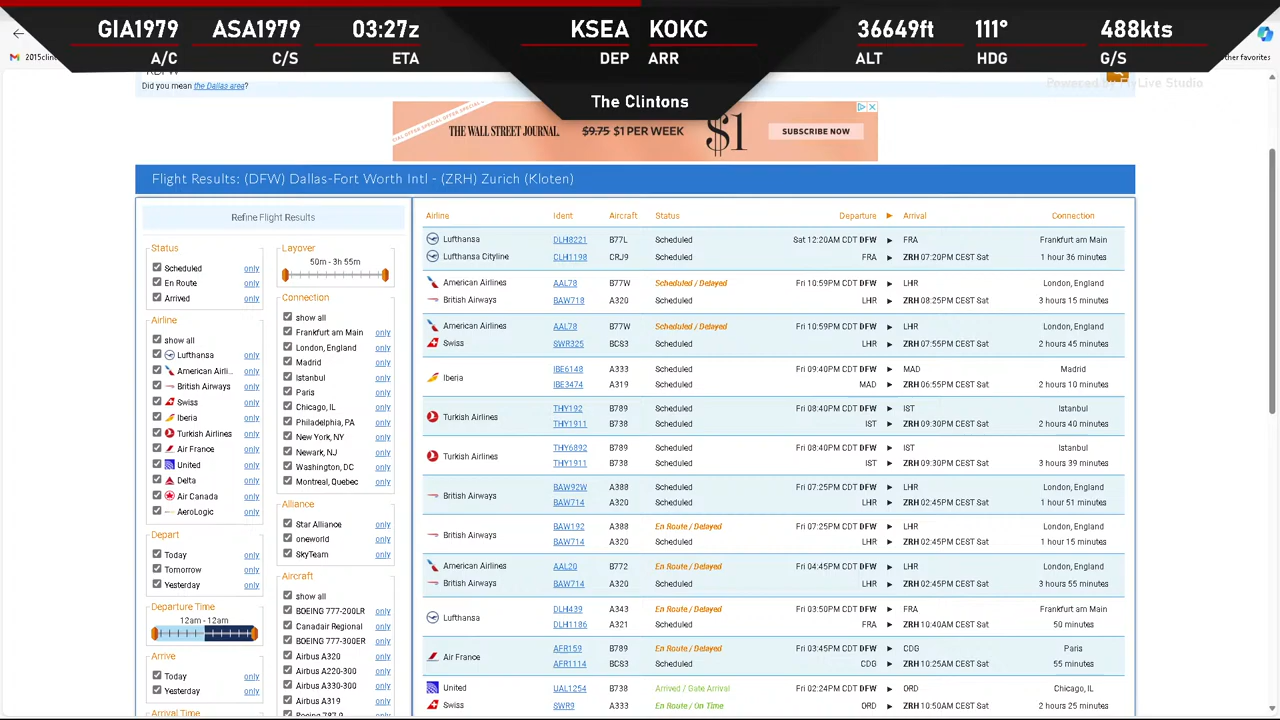 GIA1979 ASA1979 03:27z KSEA KOKC 36649ft 111° 488kts
A/C C/S ETA DEP ARR ALT HDG G/S
The Clintons
Powered by MyLive Studio
2015clin
her favorites
Did you mean the Dallas area?
SPECIAL OFFER SPECIAL OFFER
THE WALL STREET JOURNAL. $9.75 $1 PER WEEK $1 SUBSCRIBE NOW
Flight Results: (DFW) Dallas-Fort Worth Intl - (ZRH) Zurich (Kloten)
Refine Flight Results
Status
Scheduled only
En Route only
Arrived only
Airline
show all
Lufthansa only
American Airli... only
British Airways only
Swiss only
Iberia only
Turkish Airlines only
Air France only
United only
Delta only
Air Canada only
AeroLogic only
Depart
Today only
Tomorrow only
Yesterday only
Departure Time
12am - 12am
Arrive
Today only
Yesterday only
Arrival Time
Layover
50m - 3h 55m
Connection
show all
Frankfurt am Main only
London, England only
Madrid only
Istanbul only
Paris only
Chicago, IL only
Philadelphia, PA only
New York, NY only
Newark, NJ only
Washington, DC only
Montreal, Quebec only
Alliance
Star Alliance only
oneworld only
SkyTeam only
Aircraft
show all
BOEING 777-200LR only
Canadair Regional only
BOEING 777-300ER only
Airbus A320 only
Airbus A220-300 only
Airbus A330-300 only
Airbus A319 only
Boeing 787-9 only
Airline Ident Aircraft Status Departure ► Arrival Connection
Lufthansa DLH8221 B77L Scheduled Sat 12:20AM CDT DFW ► FRA Frankfurt am Main
Lufthansa Cityline CLH1198 CRJ9 Scheduled FRA ► ZRH 07:20PM CEST Sat 1 hour 36 minutes
American Airlines AAL78 B77W Scheduled / Delayed Fri 10:59PM CDT DFW ► LHR London, England
British Airways BAW718 A320 Scheduled LHR ► ZRH 08:25PM CEST Sat 3 hours 15 minutes
American Airlines AAL78 B77W Scheduled / Delayed Fri 10:59PM CDT DFW ► LHR London, England
Swiss SWR325 BCS3 Scheduled LHR ► ZRH 07:55PM CEST Sat 2 hours 45 minutes
Iberia IBE6148 A333 Scheduled Fri 09:40PM CDT DFW ► MAD Madrid
IBE3474 A319 Scheduled MAD ► ZRH 06:55PM CEST Sat 2 hours 10 minutes
Turkish Airlines THY192 B789 Scheduled Fri 08:40PM CDT DFW ► IST Istanbul
THY1911 B738 Scheduled IST ► ZRH 09:30PM CEST Sat 2 hours 40 minutes
Turkish Airlines THY6892 B789 Scheduled Fri 08:40PM CDT DFW ► IST Istanbul
THY1911 B738 Scheduled IST ► ZRH 09:30PM CEST Sat 3 hours 39 minutes
British Airways BAW92W A388 Scheduled Fri 07:25PM CDT DFW ► LHR London, England
BAW714 A320 Scheduled LHR ► ZRH 02:45PM CEST Sat 1 hour 51 minutes
British Airways BAW192 A388 En Route / Delayed Fri 07:25PM CDT DFW ► LHR London, England
BAW714 A320 Scheduled LHR ► ZRH 02:45PM CEST Sat 1 hour 15 minutes
American Airlines AAL20 B772 En Route / Delayed Fri 04:45PM CDT DFW ► LHR London, England
British Airways BAW714 A320 Scheduled LHR ► ZRH 02:45PM CEST Sat 3 hours 55 minutes
Lufthansa DLH439 A343 En Route / Delayed Fri 03:50PM CDT DFW ► FRA Frankfurt am Main
DLH1186 A321 Scheduled FRA ► ZRH 10:40AM CEST Sat 50 minutes
Air France AFR159 B789 En Route / Delayed Fri 03:45PM CDT DFW ► CDG Paris
AFR1114 BCS3 Scheduled CDG ► ZRH 10:25AM CEST Sat 55 minutes
United UAL1254 B738 Arrived / Gate Arrival Fri 02:24PM CDT DFW ► ORD Chicago, IL
Swiss SWR9 A333 En Route / On Time ORD ► ZRH 10:50AM CEST Sat 2 hours 25 minutes